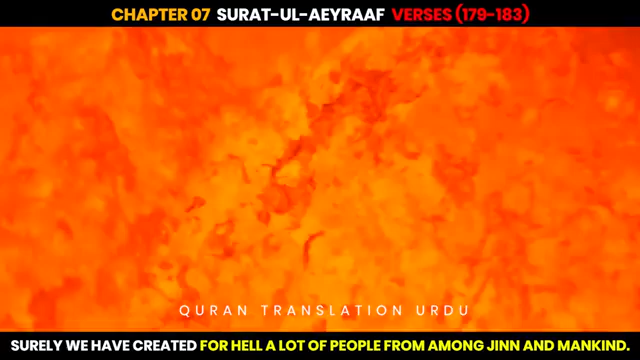 CHAPTER 07 SURAT-UL-AEYRAAF VERSES (179-183)
QURAN TRANSLATION URDU
SURELY WE HAVE CREATED FOR HELL A LOT OF PEOPLE FROM AMONG JINN AND MANKIND.